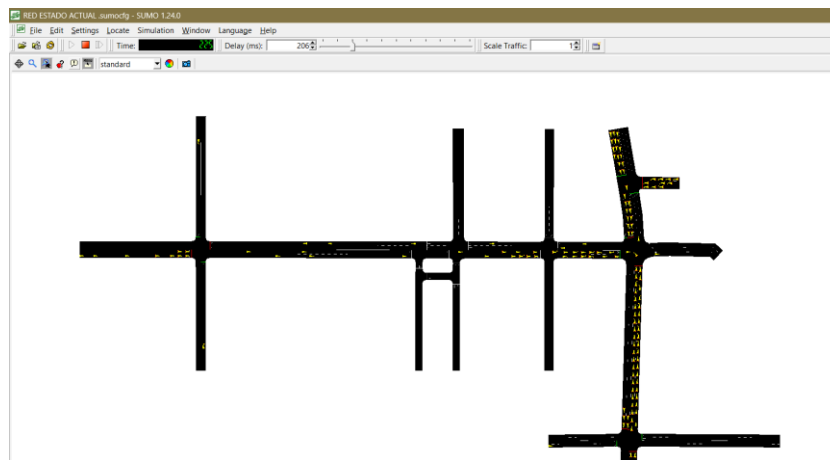 RED ESTADO ACTUAL .sumocfg - SUMO 1.24.0
File Edit Settings Locate Simulation Window Language Help
Time: 225 Delay (ms): 206 Scale Traffic: 1
standard